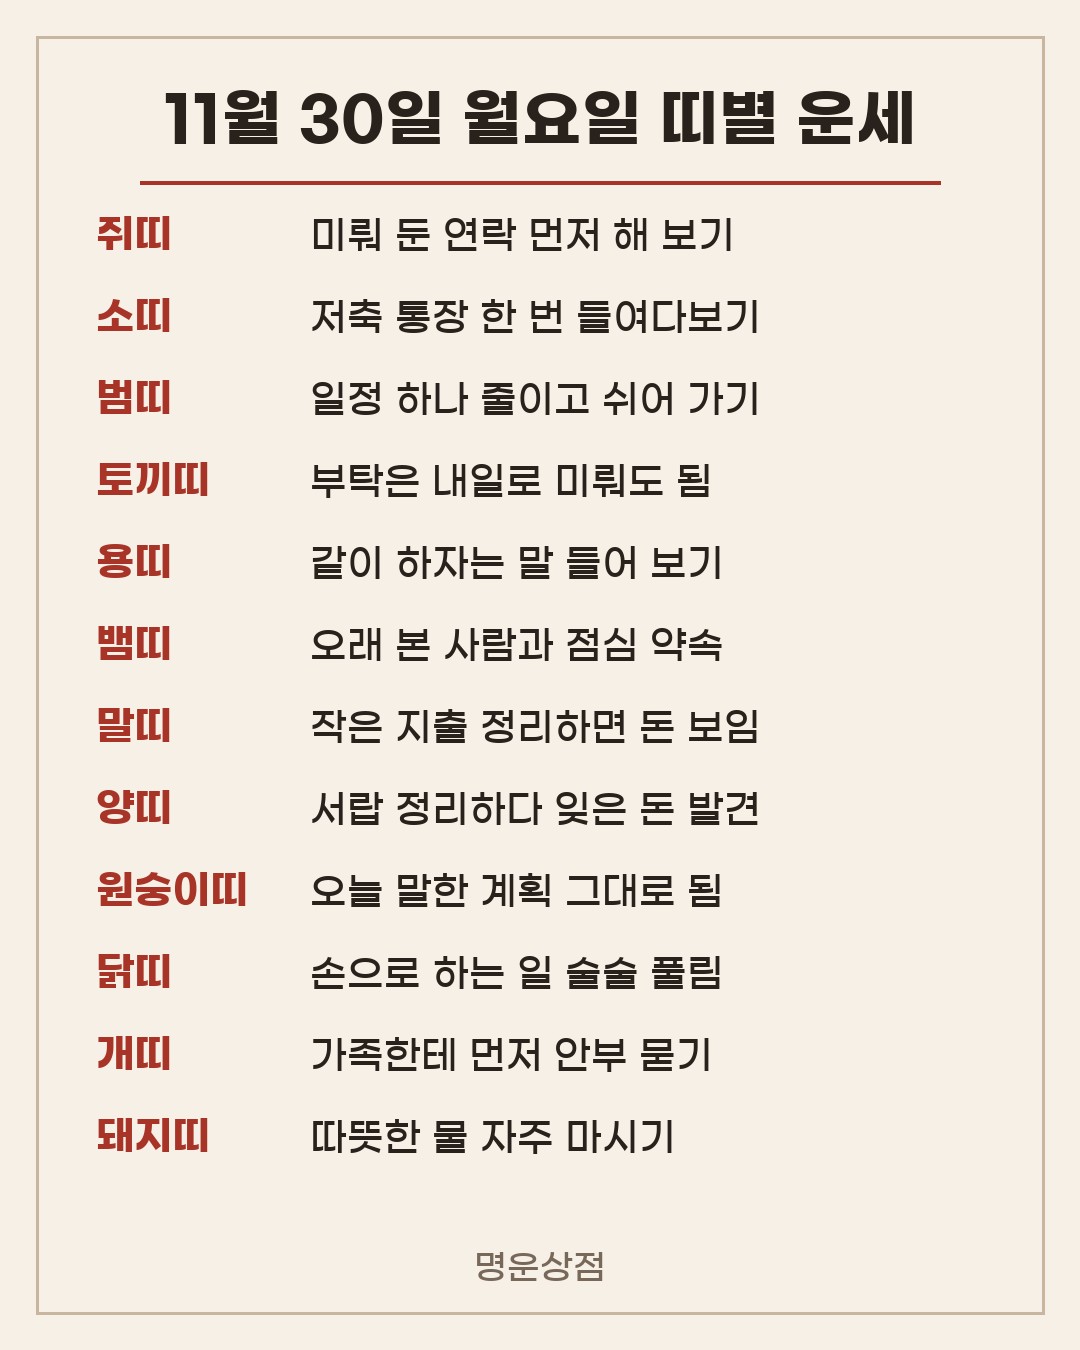 11월 30일 월요일 띠별 운세
쥐띠 미뤄 둔 연락 먼저 해 보기
소띠 저축 통장 한 번 들여다보기
범띠 일정 하나 줄이고 쉬어 가기
토끼띠 부탁은 내일로 미뤄도 됨
용띠 같이 하자는 말 들어 보기
뱀띠 오래 본 사람과 점심 약속
말띠 작은 지출 정리하면 돈 보임
양띠 서랍 정리하다 잊은 돈 발견
원숭이띠 오늘 말한 계획 그대로 됨
닭띠 손으로 하는 일 술술 풀림
개띠 가족한테 먼저 안부 묻기
돼지띠 따뜻한 물 자주 마시기
명운상점